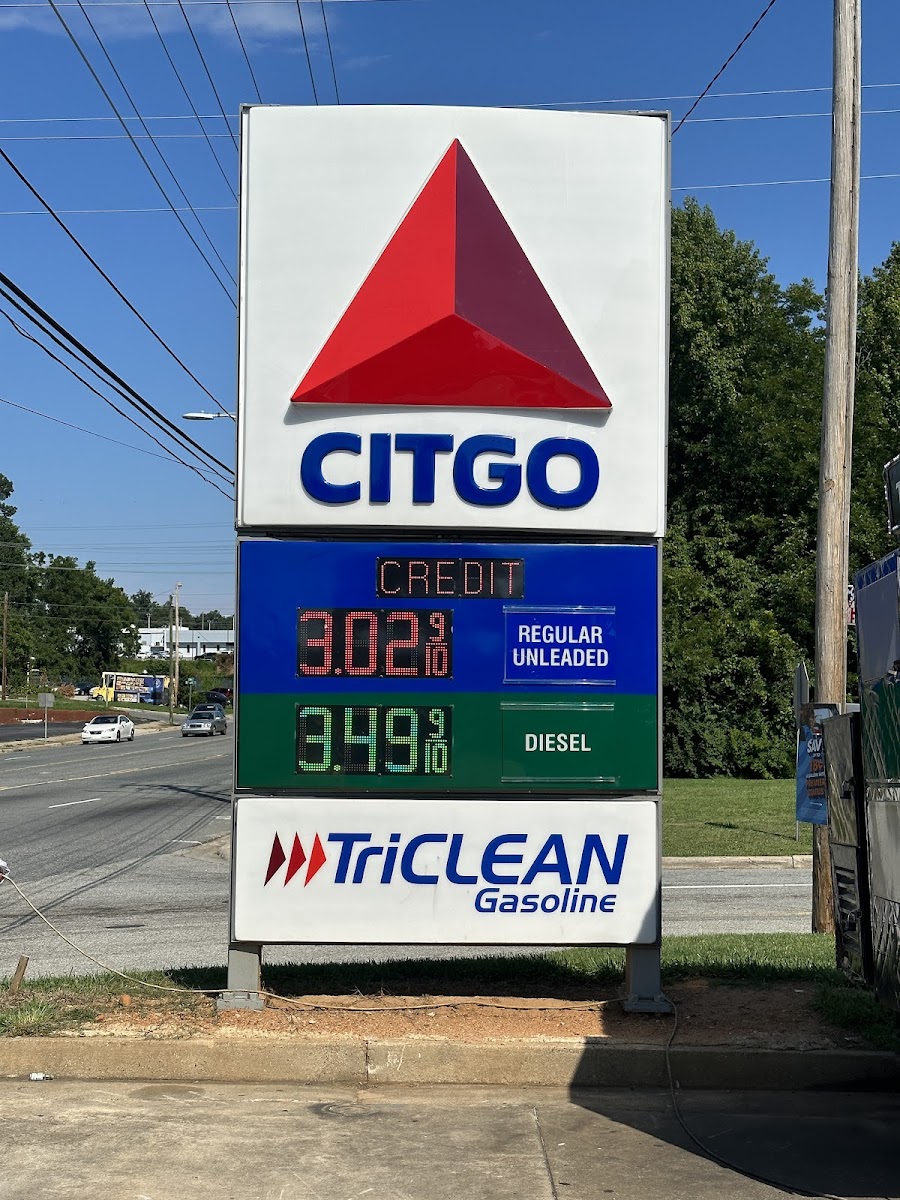 CITGO
CREDIT
3.02 9/10
REGULAR
UNLEADED
3.49 9/10
DIESEL
TriCLEAN
Gasoline